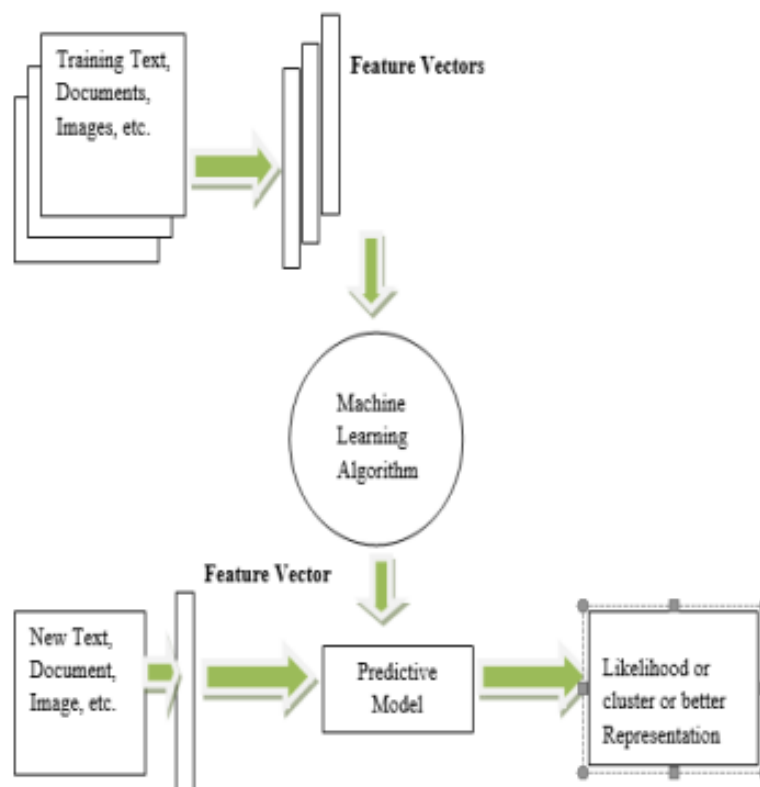 Training Text,
Documents,
Images, etc.
Feature Vectors
Machine
Learning
Algorithm
Feature Vector
New Text,
Document,
Image, etc.
Predictive
Model
Likelihood or
cluster or better
Representation